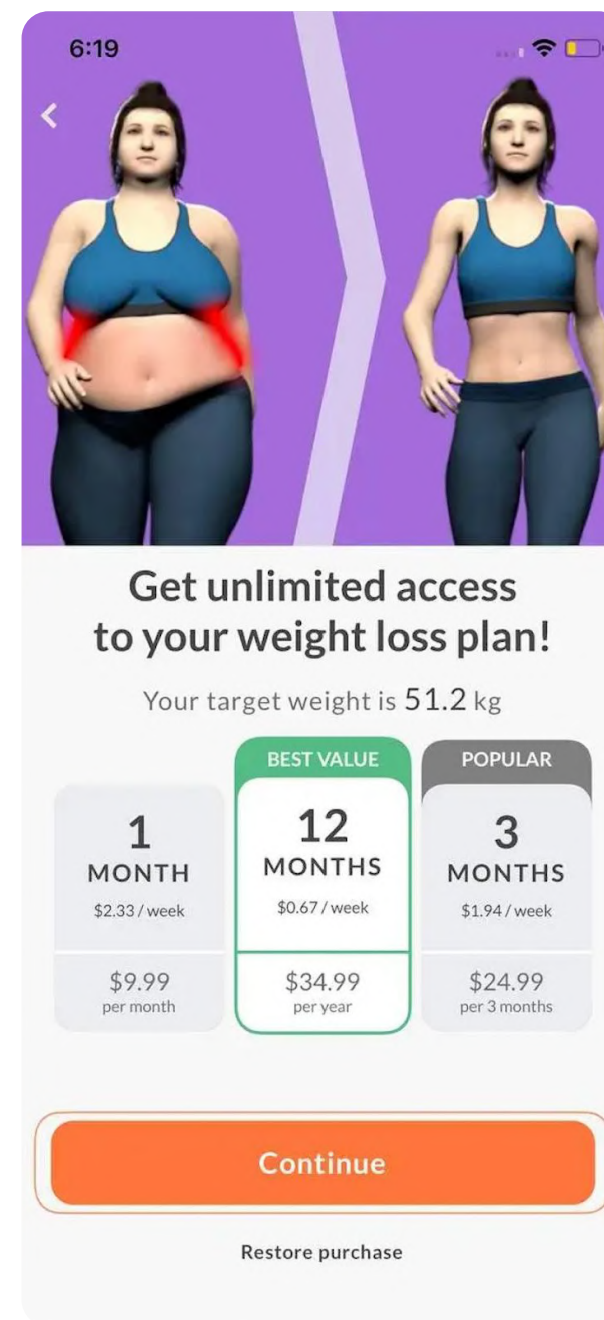 6:19
Get unlimited access
to your weight loss plan!
Your target weight is 51.2 kg
1
MONTH
$2.33 / week
$9.99
per month
BEST VALUE
12
MONTHS
$0.67 / week
$34.99
per year
POPULAR
3
MONTHS
$1.94 / week
$24.99
per 3 months
Continue
Restore purchase